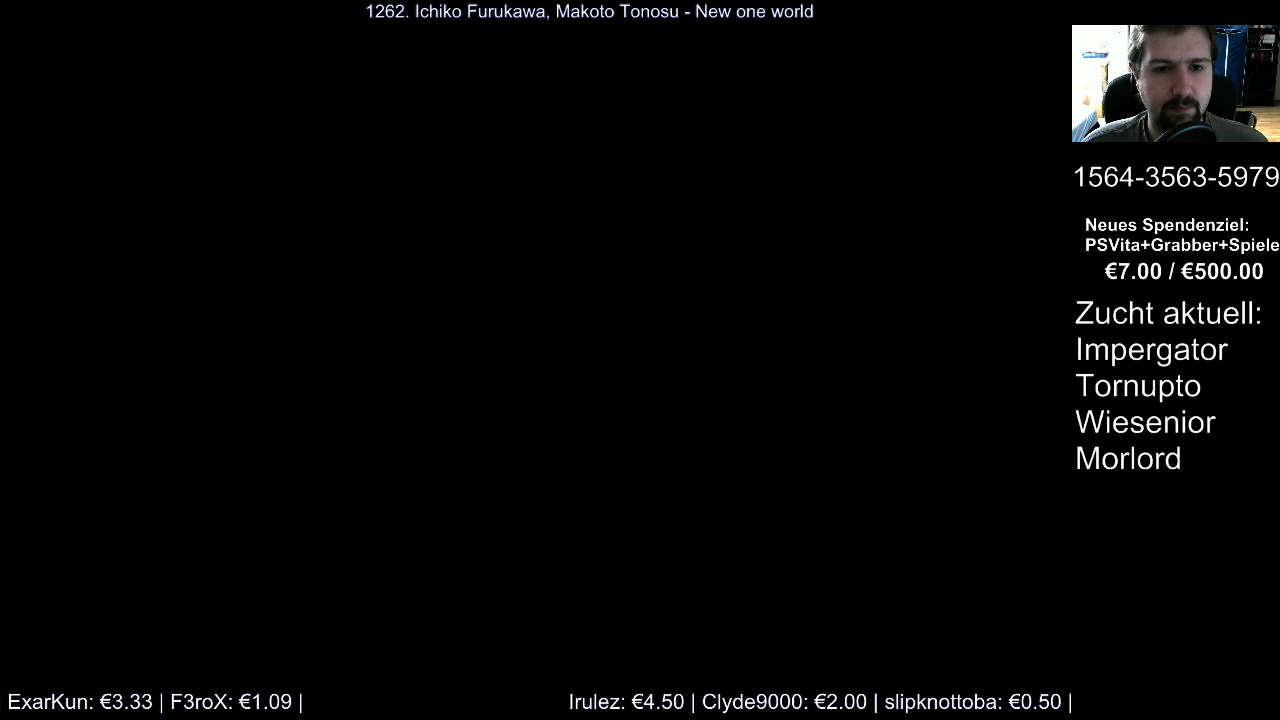 1262. Ichiko Furukawa, Makoto Tonosu - New one world
1564-3563-5979
Neues Spendenziel:
PSVita+Grabber+Spiele
€7.00 / €500.00
Zucht aktuell:
Impergator
Tornupto
Wiesenior
Morlord
ExarKun: €3.33 | F3roX: €1.09 | Irulez: €4.50 | Clyde9000: €2.00 | slipknottoba: €0.50 |